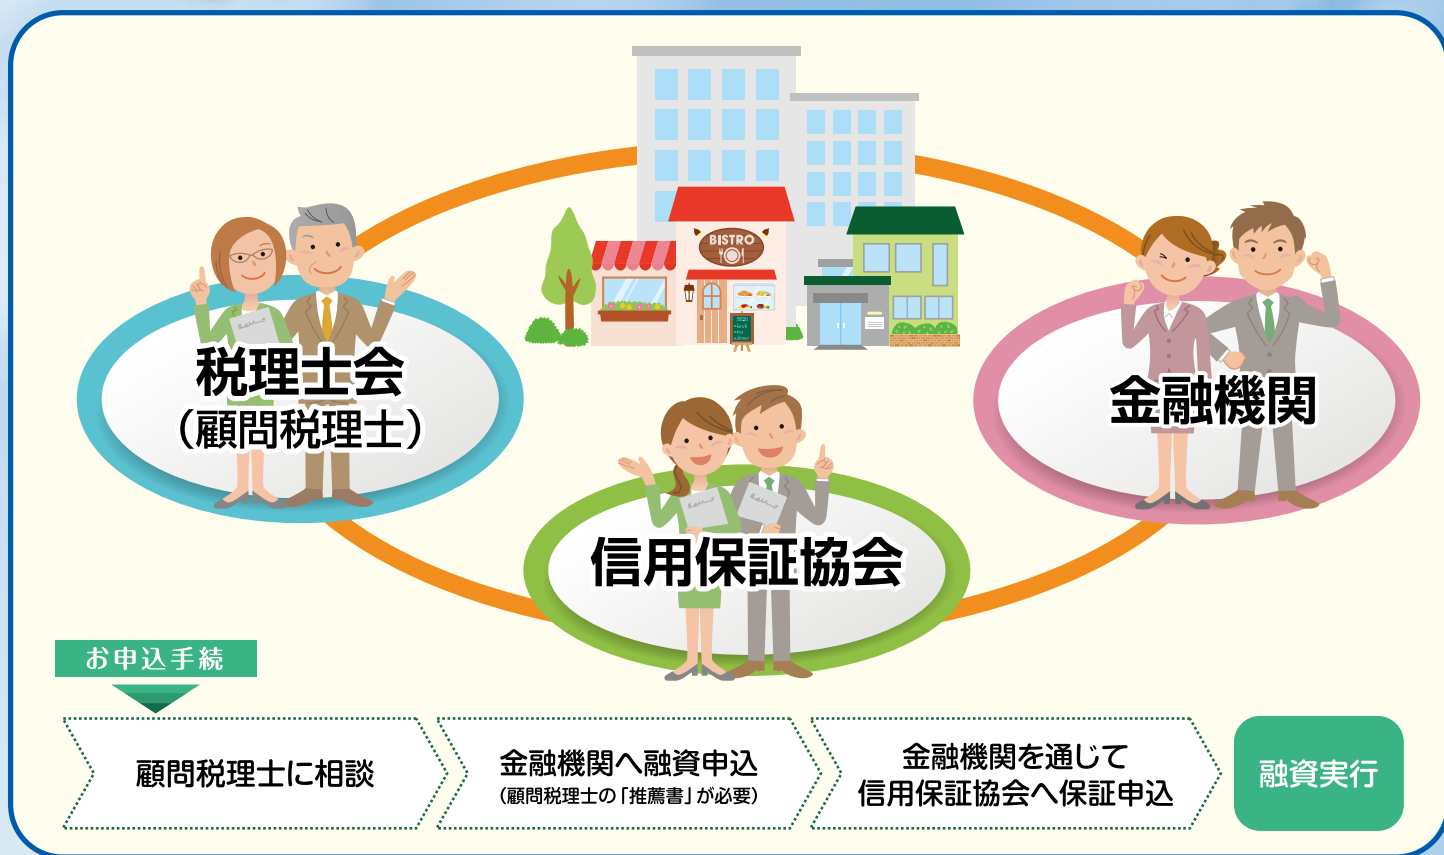 BISTRO
MENU
税理士会
（顧問税理士）
金融機関
信用保証協会
お申込手続
顧問税理士に相談
金融機関へ融資申込
（顧問税理士の「推薦書」が必要）
金融機関を通じて
信用保証協会へ保証申込
融資実行